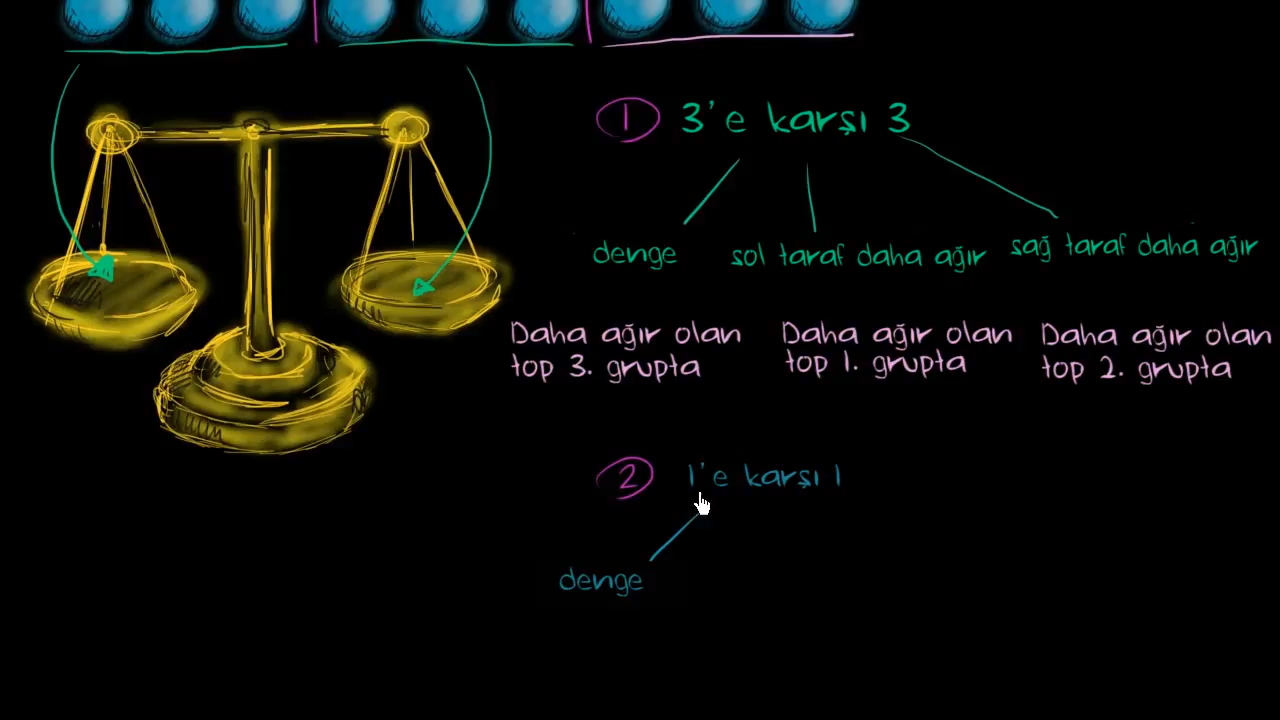 1 3'e karşı 3
denge sol taraf daha ağır sağ taraf daha ağır
Daha ağır olan Daha ağır olan Daha ağır olan
top 3. grupta top 1. grupta top 2. grupta
2 1'e karşı 1
denge